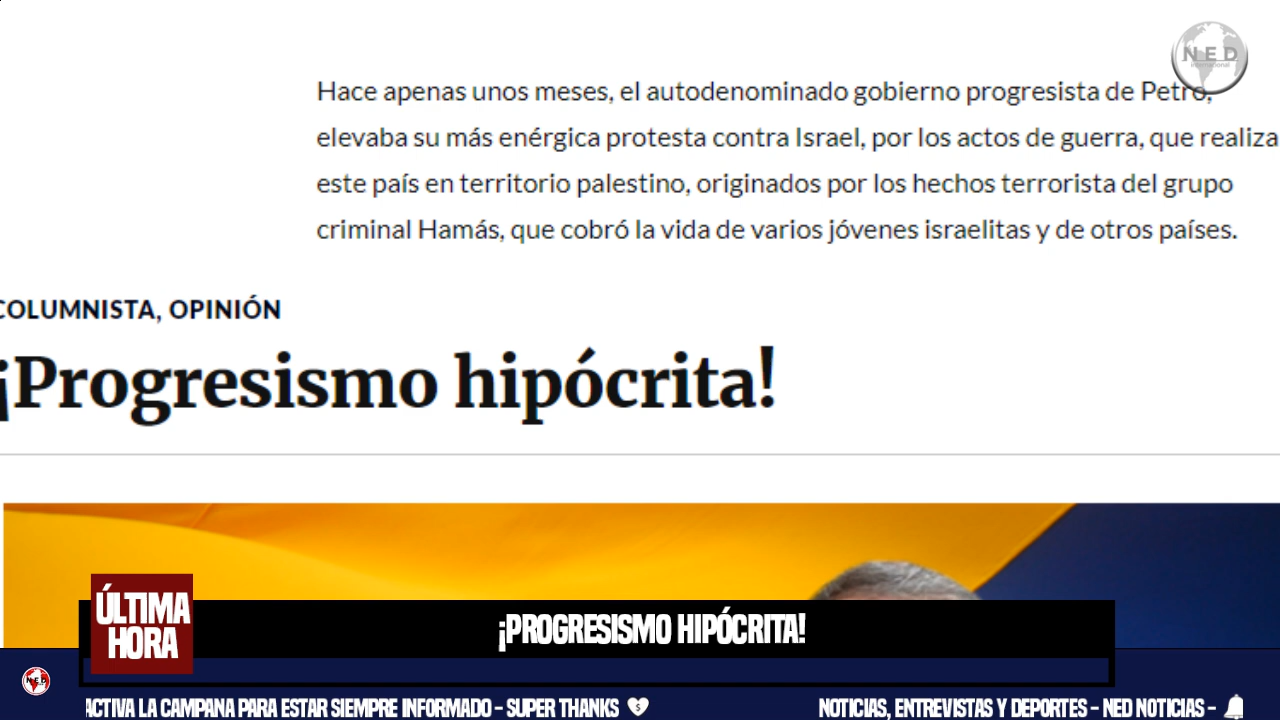 NED
international
Hace apenas unos meses, el autodenominado gobierno progresista de Petro,
elevaba su más enérgica protesta contra Israel, por los actos de guerra, que realiza
este país en territorio palestino, originados por los hechos terrorista del grupo
criminal Hamás, que cobró la vida de varios jóvenes israelitas y de otros países.
COLUMNISTA, OPINIÓN
¡Progresismo hipócrita!
ÚLTIMA
HORA
¡PROGRESISMO HIPÓCRITA!
NED
ACTIVA LA CAMPANA PARA ESTAR SIEMPRE INFORMADO - SUPER THANKS
NOTICIAS, ENTREVISTAS Y DEPORTES - NED NOTICIAS -